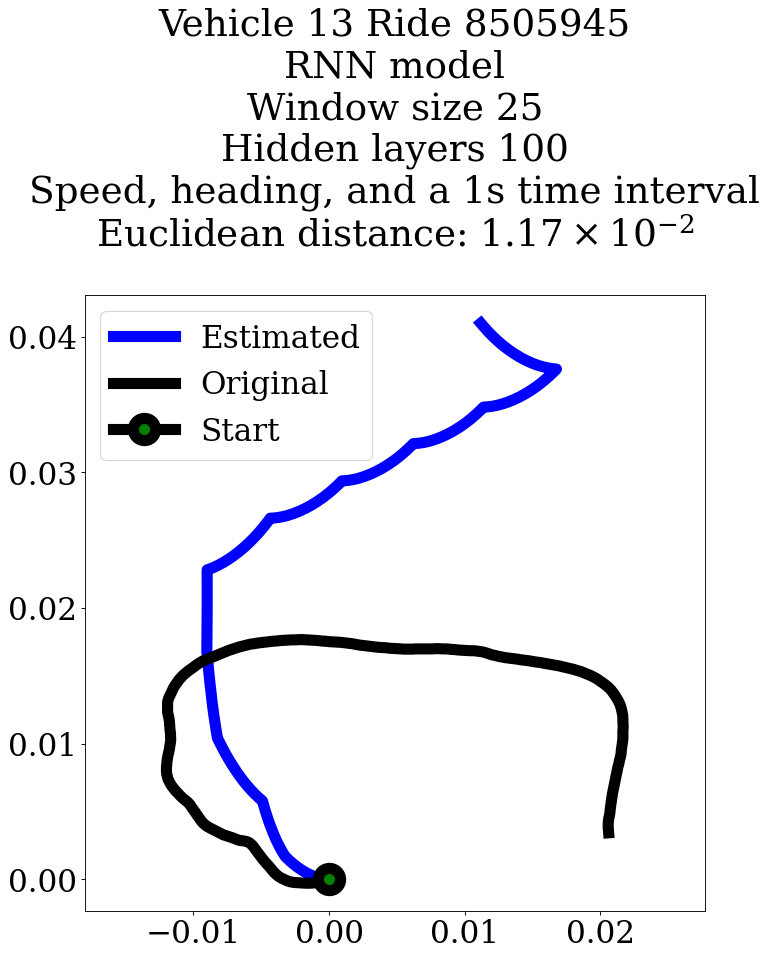 Vehicle 13 Ride 8505945
RNN model
Window size 25
Hidden layers 100
Speed, heading, and a 1s time interval
Euclidean distance: 1.17 × 10⁻²
Estimated
Original
Start
0.04
0.03
0.02
0.01
0.00
−0.01 0.00 0.01 0.02